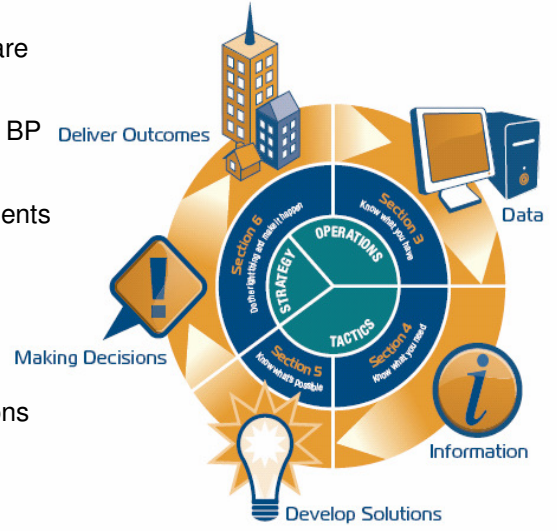 are
BP
Deliver Outcomes
ents
Data
Section 6
Do the right thing and make it happen
Section 3
Know what you have
OPERATIONS
STRATEGY
TACTICS
Making Decisions
Section 5
Know what's possible
Section 4
Know what you need
ons
Information
Develop Solutions